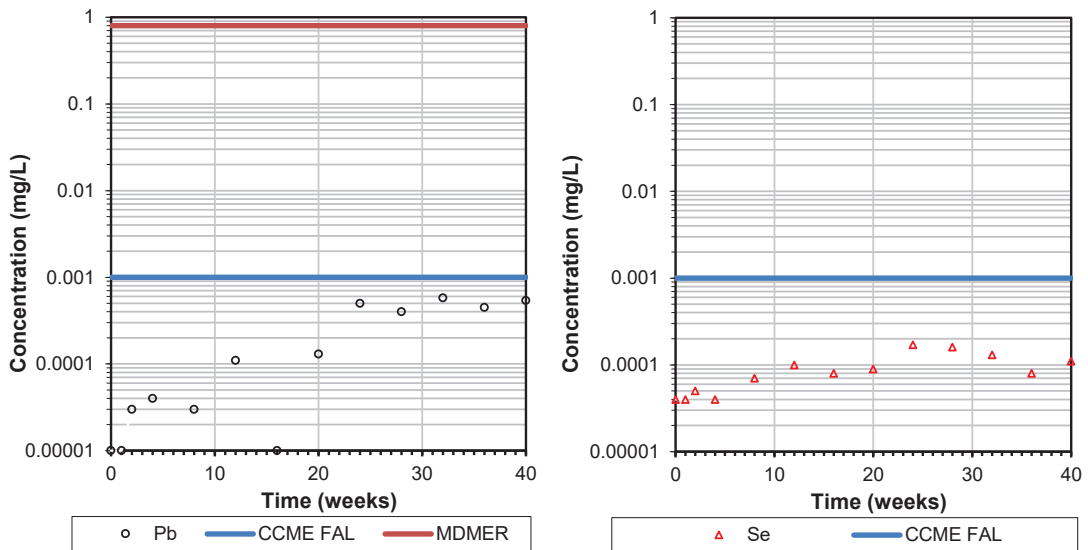 1
0.1
0.01
0.001
0.0001
0.00001
Concentration (mg/L)
0 10 20 30 40
Time (weeks)
Pb CCME FAL MDMER
1
0.1
0.01
0.001
0.0001
0.00001
Concentration (mg/L)
0 10 20 30 40
Time (weeks)
Se CCME FAL